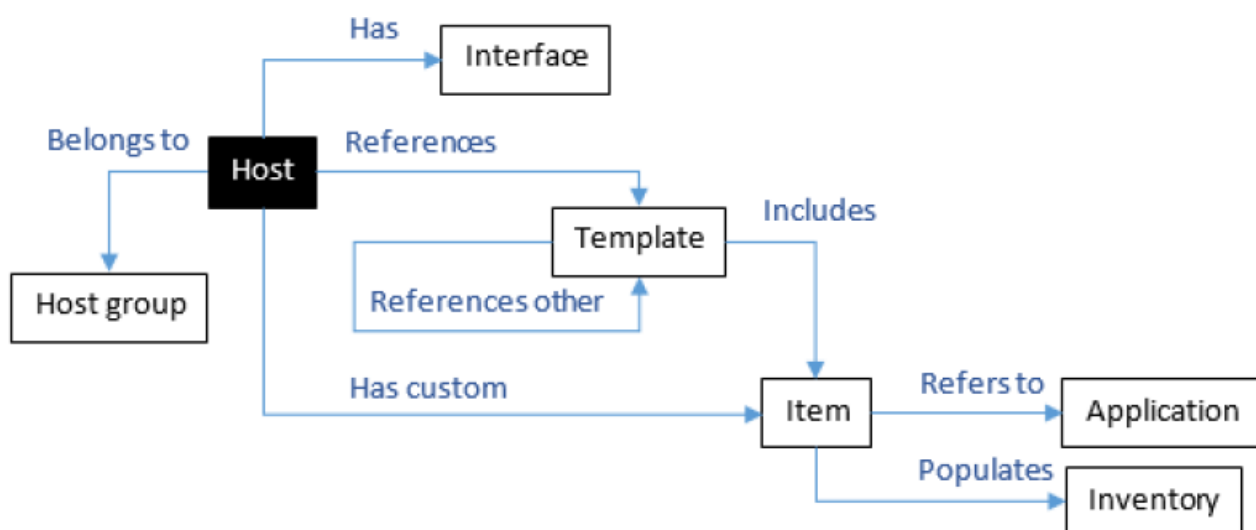 Has
Interface
Belongs to
Host
References
Includes
Template
Host group
References other
Has custom
Item
Refers to
Application
Populates
Inventory